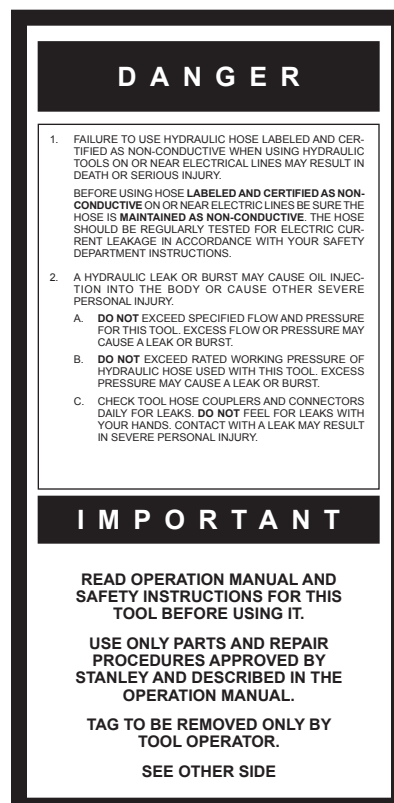 DANGER
1. FAILURE TO USE HYDRAULIC HOSE LABELED AND CER-
TIFIED AS NON-CONDUCTIVE WHEN USING HYDRAULIC
TOOLS ON OR NEAR ELECTRICAL LINES MAY RESULT IN
DEATH OR SERIOUS INJURY.
BEFORE USING HOSE LABELED AND CERTIFIED AS NON-
CONDUCTIVE ON OR NEAR ELECTRIC LINES BE SURE THE
HOSE IS MAINTAINED AS NON-CONDUCTIVE. THE HOSE
SHOULD BE REGULARLY TESTED FOR ELECTRIC CUR-
RENT LEAKAGE IN ACCORDANCE WITH YOUR SAFETY
DEPARTMENT INSTRUCTIONS.
2. A HYDRAULIC LEAK OR BURST MAY CAUSE OIL INJEC-
TION INTO THE BODY OR CAUSE OTHER SEVERE
PERSONAL INJURY.
A. DO NOT EXCEED SPECIFIED FLOW AND PRESSURE
FOR THIS TOOL. EXCESS FLOW OR PRESSURE MAY
CAUSE A LEAK OR BURST.
B. DO NOT EXCEED RATED WORKING PRESSURE OF
HYDRAULIC HOSE USED WITH THIS TOOL. EXCESS
PRESSURE MAY CAUSE A LEAK OR BURST.
C. CHECK TOOL HOSE COUPLERS AND CONNECTORS
DAILY FOR LEAKS. DO NOT FEEL FOR LEAKS WITH
YOUR HANDS. CONTACT WITH A LEAK MAY RESULT
IN SEVERE PERSONAL INJURY.
IMPORTANT
READ OPERATION MANUAL AND
SAFETY INSTRUCTIONS FOR THIS
TOOL BEFORE USING IT.
USE ONLY PARTS AND REPAIR
PROCEDURES APPROVED BY
STANLEY AND DESCRIBED IN THE
OPERATION MANUAL.
TAG TO BE REMOVED ONLY BY
TOOL OPERATOR.
SEE OTHER SIDE